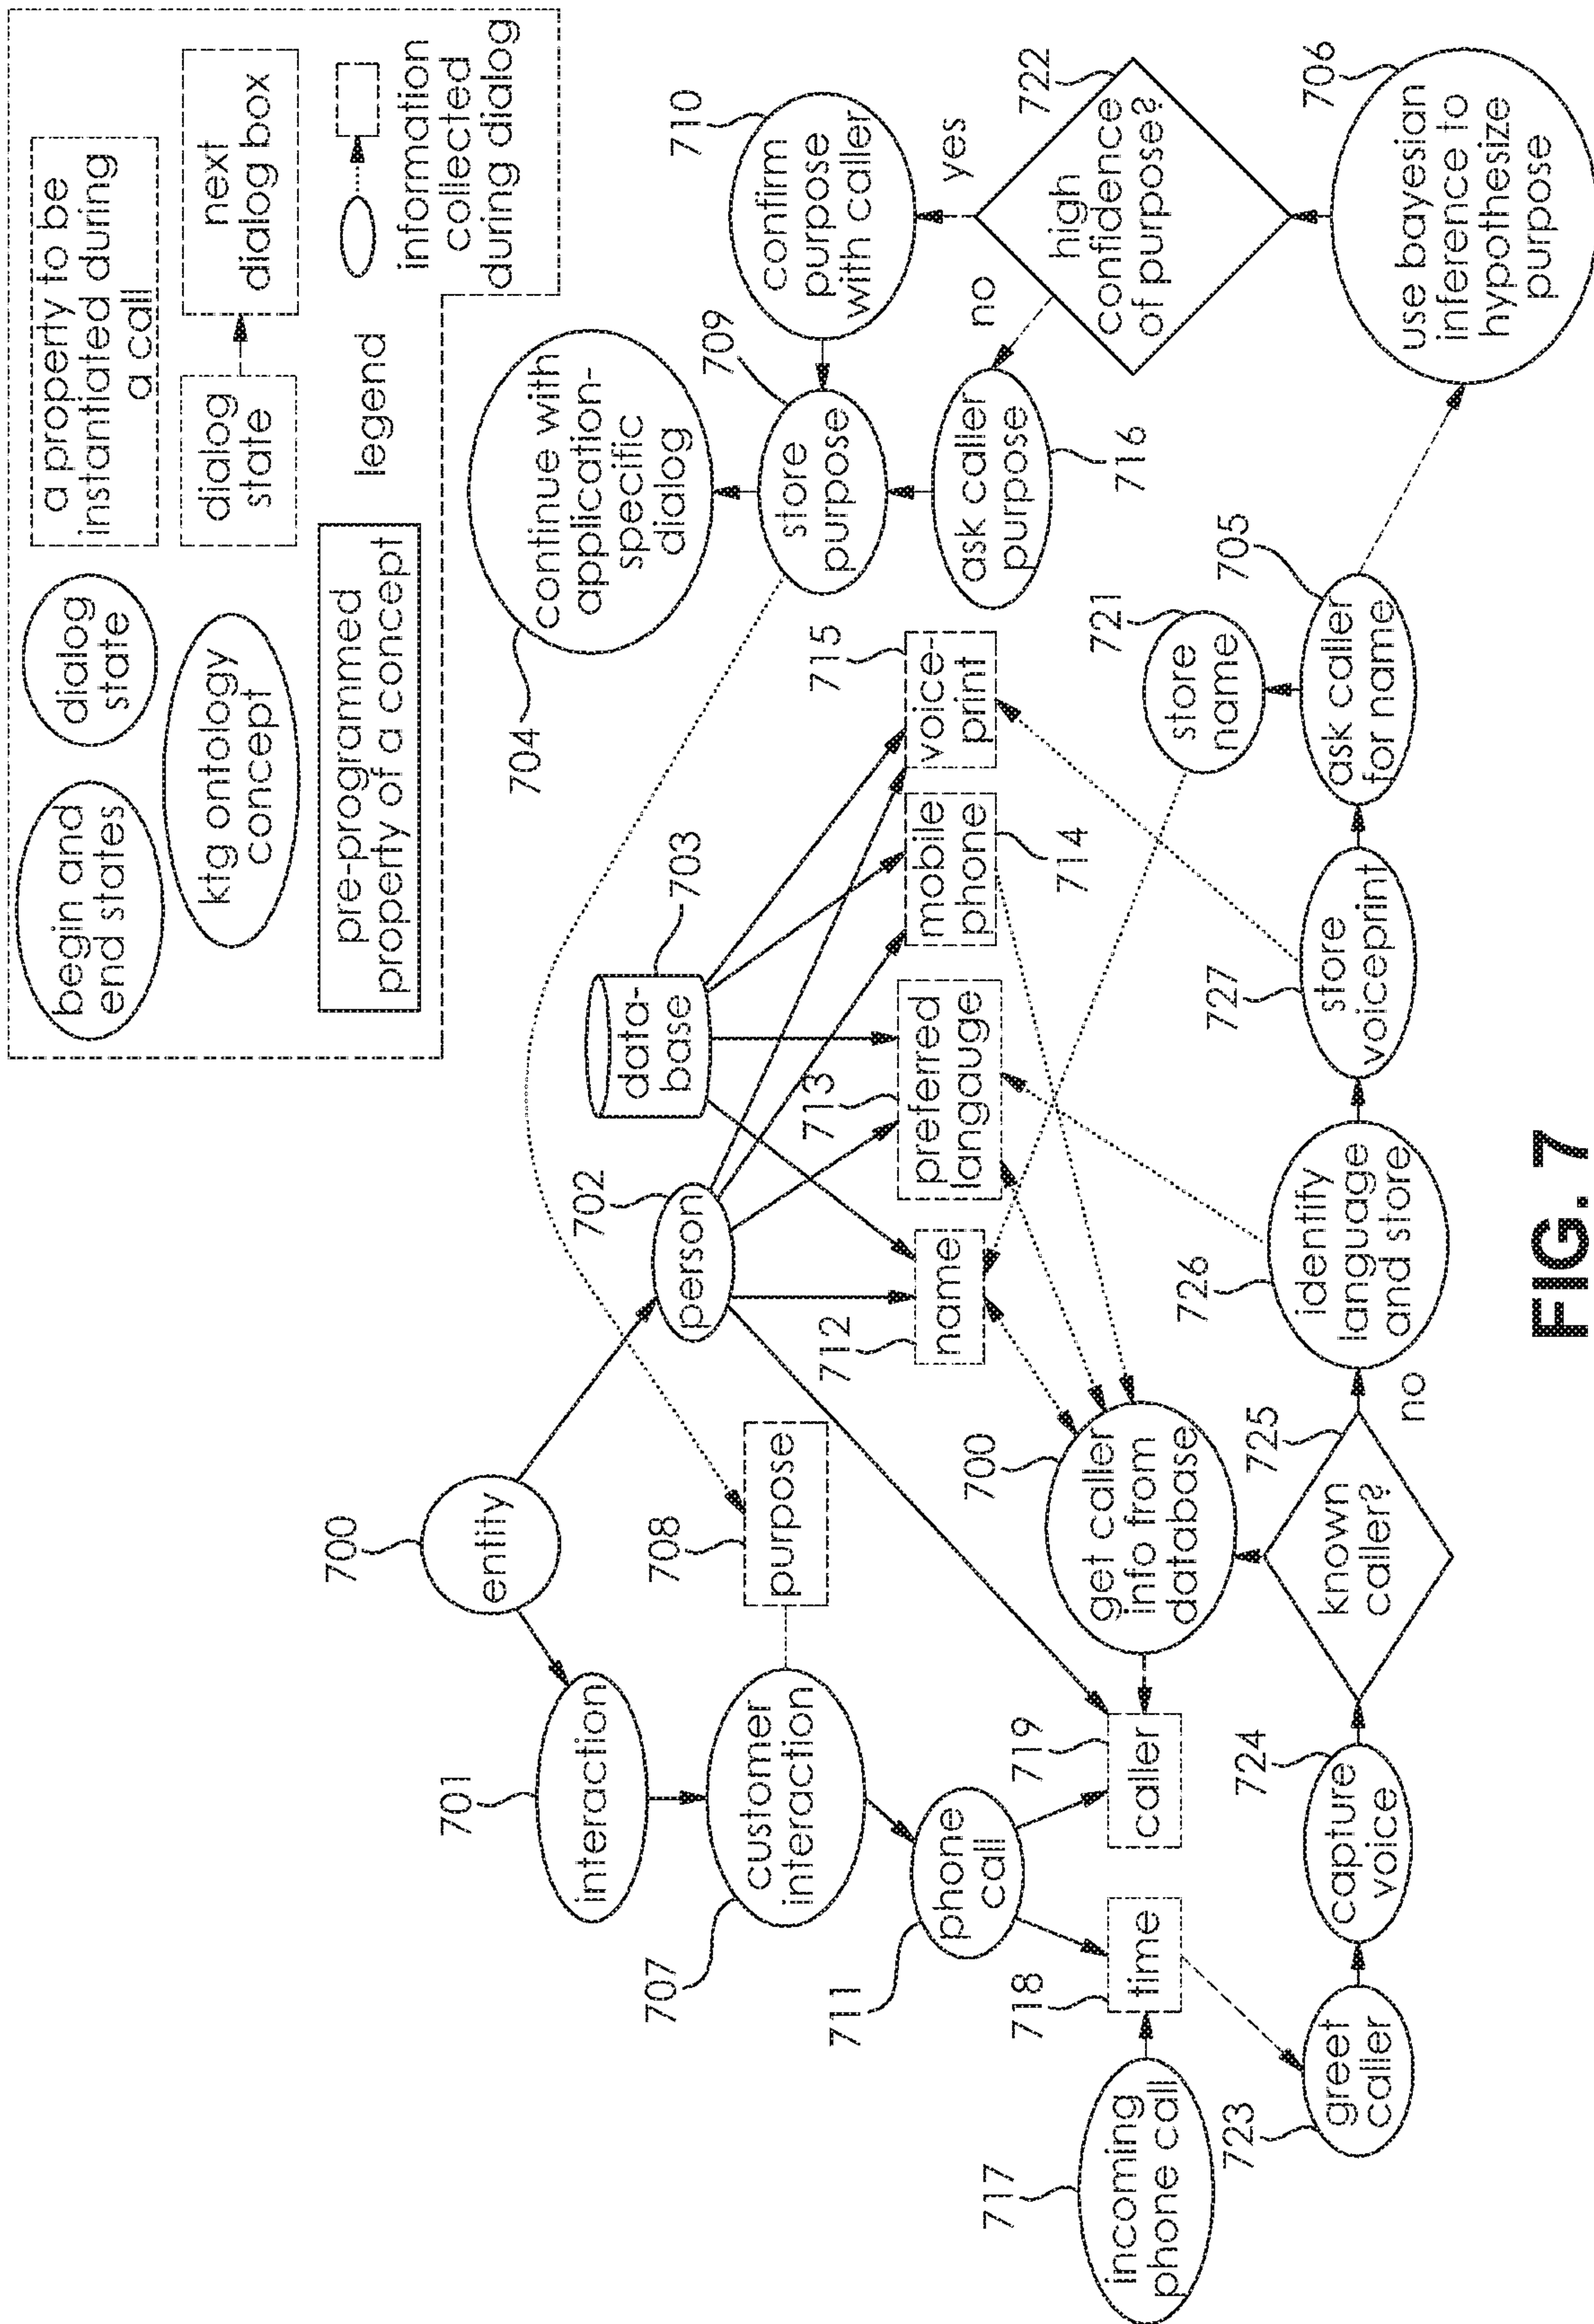 begin and
end states
dialog
state
a property to be
instantiated during
a call
ktg ontology
concept
dialog
state
next
dialog box
pre-programmed
property of a concept
legend
information
collected
during dialog
700
entity
701
interaction
702
person
703
data-
base
704
continue with
application-
specific
dialog
707
customer
interaction
708
purpose
709
store
purpose
710
confirm
purpose
with caller
711
phone
call
712
name
713
preferred
langauge
mobile
phone
714
715
voice-
print
ask caller
purpose
716
no
yes
high
confidence
of purpose?
722
717
incoming
phone call
718
time
719
caller
700
get caller
info from
database
721
store
name
723
greet
caller
724
capture
voice
725
known
caller?
no
726
identify
language
and store
727
store
voiceprint
705
ask caller
for name
706
use bayesian
inference to
hypothesize
purpose
FIG. 7